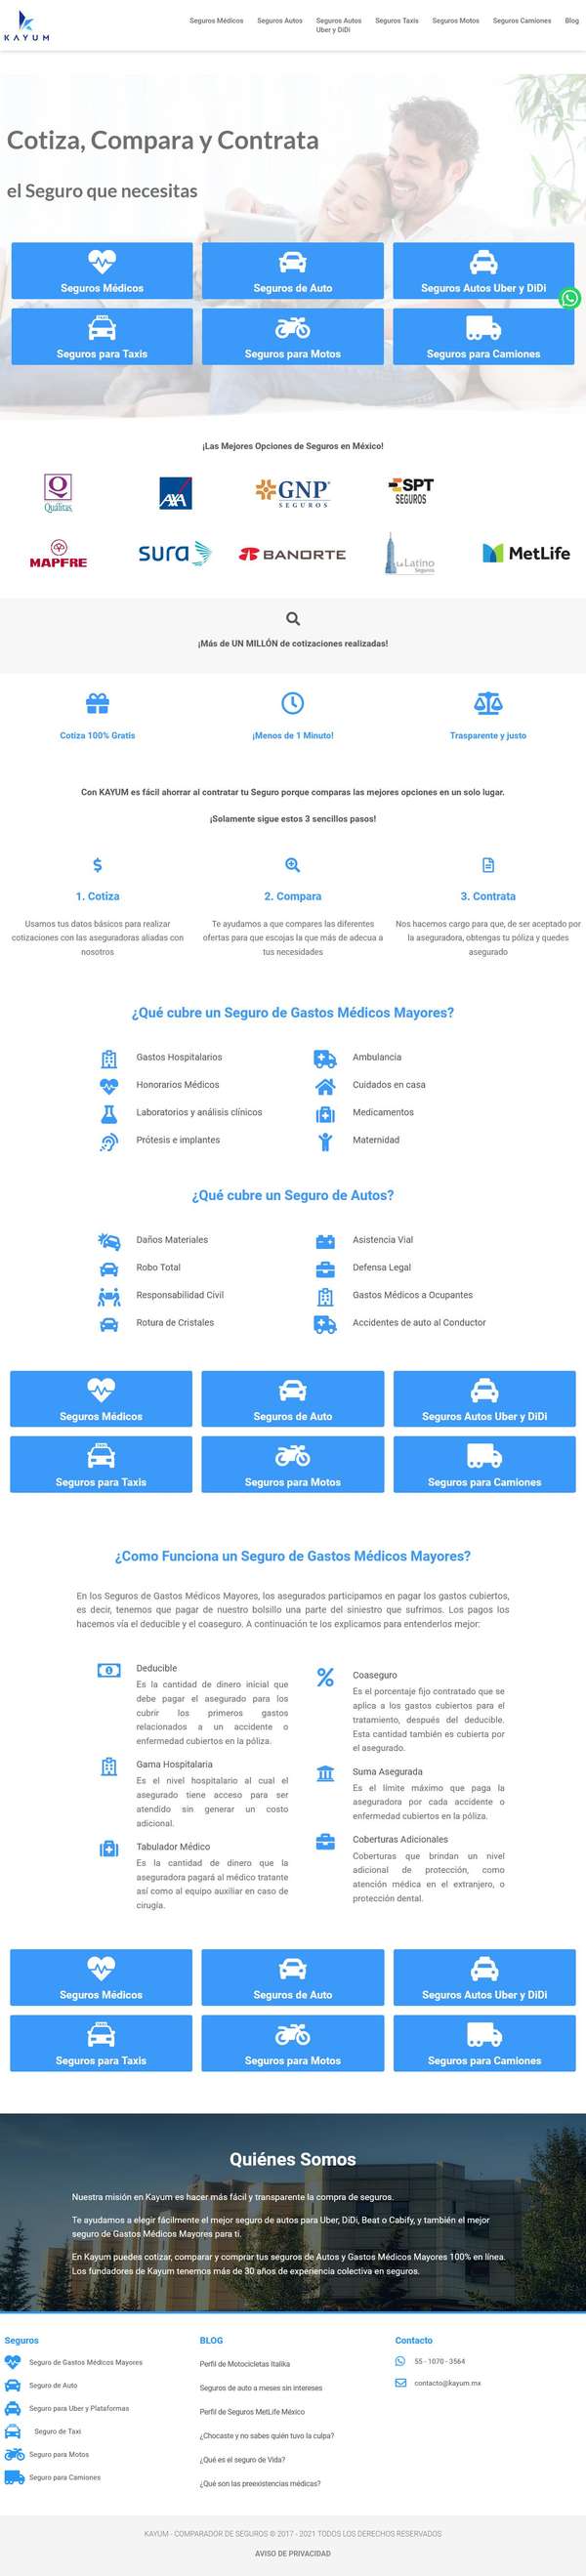 KAYUM
Seguros Médicos Seguros Autos Seguros Autos Uber y DiDi Seguros Taxis Seguros Motos Seguros Camiones Blog
Cotiza, Compara y Contrata
el Seguro que necesitas
Seguros Médicos Seguros de Auto Seguros Autos Uber y DiDi
Seguros para Taxis Seguros para Motos Seguros para Camiones
¡Las Mejores Opciones de Seguros en México!
Q Quálitas AXA GNP SEGUROS ESPT SEGUROS
MAPFRE sura BANORTE La Latino Seguros MetLife
¡Más de UN MILLÓN de cotizaciones realizadas!
Cotiza 100% Gratis ¡Menos de 1 Minuto! Trasparente y justo
Con KAYUM es fácil ahorrar al contratar tu Seguro porque comparas las mejores opciones en un solo lugar.
¡Solamente sigue estos 3 sencillos pasos!
1. Cotiza
Usamos tus datos básicos para realizar
cotizaciones con las aseguradoras aliadas con
nosotros
2. Compara
Te ayudamos a que compares las diferentes
ofertas para que escojas la que más de adecua a
tus necesidades
3. Contrata
Nos hacemos cargo para que, de ser aceptado por
la aseguradora, obtengas tu póliza y quedes
asegurado
¿Qué cubre un Seguro de Gastos Médicos Mayores?
Gastos Hospitalarios
Honorarios Médicos
Laboratorios y análisis clínicos
Prótesis e implantes
Ambulancia
Cuidados en casa
Medicamentos
Maternidad
¿Qué cubre un Seguro de Autos?
Daños Materiales
Robo Total
Responsabilidad Civil
Rotura de Cristales
Asistencia Vial
Defensa Legal
Gastos Médicos a Ocupantes
Accidentes de auto al Conductor
Seguros Médicos Seguros de Auto Seguros Autos Uber y DiDi
Seguros para Taxis Seguros para Motos Seguros para Camiones
¿Como Funciona un Seguro de Gastos Médicos Mayores?
En los Seguros de Gastos Médicos Mayores, los asegurados participamos en pagar los gastos cubiertos,
es decir, tenemos que pagar de nuestro bolsillo una parte del siniestro que sufrimos. Los pagos los
hacemos vía el deducible y el coaseguro. A continuación te los explicamos para entenderlos mejor:
Deducible
Es la cantidad de dinero inicial que
debe pagar el asegurado para los
cubrir los primeros gastos
relacionados a un accidente o
enfermedad cubiertos en la póliza.
Gama Hospitalaria
Es el nivel hospitalario al cual el
asegurado tiene acceso para ser
atendido sin generar un costo
adicional.
Tabulador Médico
Es la cantidad de dinero que la
aseguradora pagará al médico tratante
así como al equipo auxiliar en caso de
cirugía.
Coaseguro
Es el porcentaje fijo contratado que se
aplica a los gastos cubiertos para el
tratamiento, después del deducible.
Esta cantidad también es cubierta por
el asegurado.
Suma Asegurada
Es el límite máximo que paga la
aseguradora por cada accidente o
enfermedad cubiertos en la póliza.
Coberturas Adicionales
Coberturas que brindan un nivel
adicional de protección, como
atención médica en el extranjero, o
protección dental.
Seguros Médicos Seguros de Auto Seguros Autos Uber y DiDi
Seguros para Taxis Seguros para Motos Seguros para Camiones
Quiénes Somos
Nuestra misión en Kayum es hacer más fácil y transparente la compra de seguros.
Te ayudamos a elegir fácilmente el mejor seguro de autos para Uber, DiDi, Beat o Cabify, y también el mejor
seguro de Gastos Médicos Mayores para ti.
En Kayum puedes cotizar, comparar y comprar tus seguros de Autos y Gastos Médicos Mayores 100% en línea.
Los fundadores de Kayum tenemos más de 30 años de experiencia colectiva en seguros.
Seguros
Seguro de Gastos Médicos Mayores
Seguro de Auto
Seguro para Uber y Plataformas
Seguro de Taxi
Seguro para Motos
Seguro para Camiones
BLOG
Perfil de Motocicletas Italika
Seguros de auto a meses sin intereses
Perfil de Seguros MetLife México
¿Chocaste y no sabes quién tuvo la culpa?
¿Qué es el seguro de Vida?
¿Qué son las preexistencias médicas?
Contacto
55 - 1070 - 3564
contacto@kayum.mx
KAYUM - COMPARADOR DE SEGUROS © 2017 - 2021 TODOS LOS DERECHOS RESERVADOS
AVISO DE PRIVACIDAD